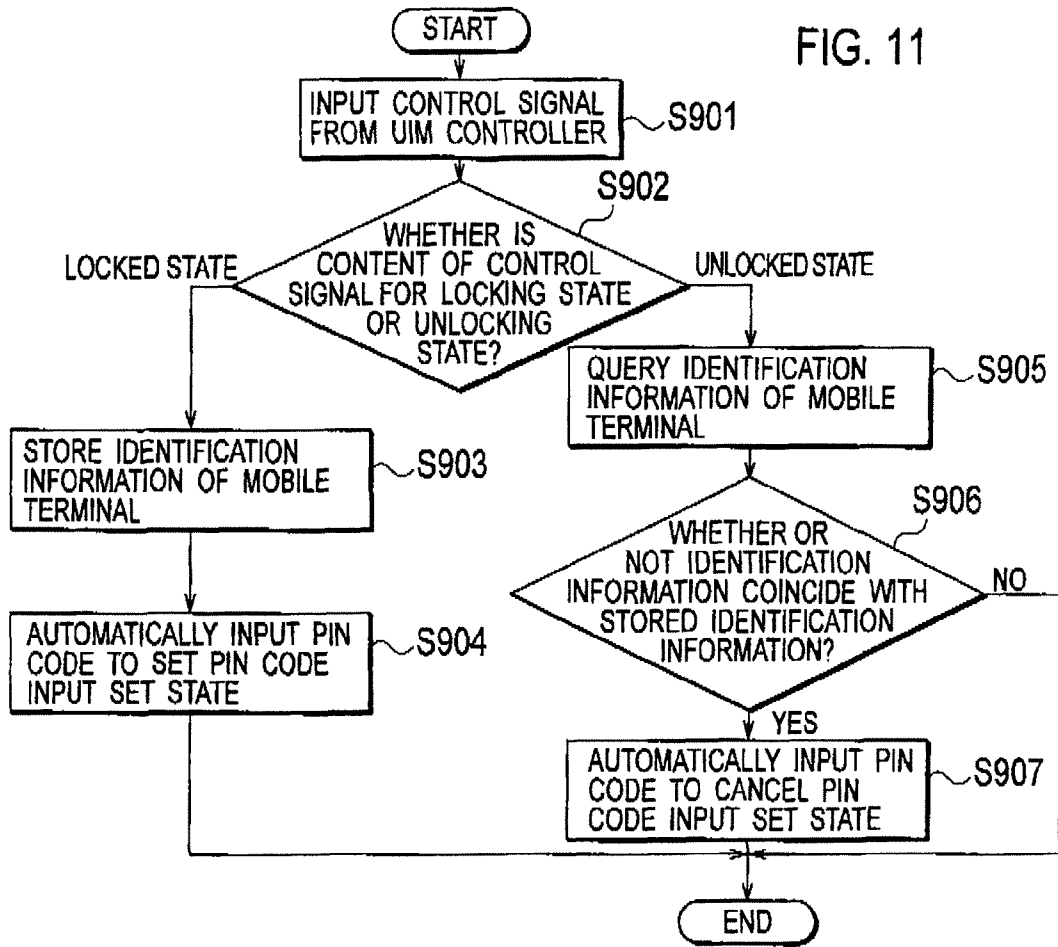 START
FIG. 11
INPUT CONTROL SIGNAL
FROM UIM CONTROLLER
S901
S902
WHETHER IS
CONTENT OF CONTROL
SIGNAL FOR LOCKING STATE
OR UNLOCKING
STATE?
LOCKED STATE
UNLOCKED STATE
STORE IDENTIFICATION
INFORMATION OF MOBILE
TERMINAL
S903
AUTOMATICALLY INPUT PIN
CODE TO SET PIN CODE
INPUT SET STATE
S904
QUERY IDENTIFICATION
INFORMATION OF MOBILE
TERMINAL
S905
S906
WHETHER OR
NOT IDENTIFICATION
INFORMATION COINCIDE WITH
STORED IDENTIFICATION
INFORMATION?
NO
YES
AUTOMATICALLY INPUT PIN
CODE TO CANCEL PIN
CODE INPUT SET STATE
S907
END